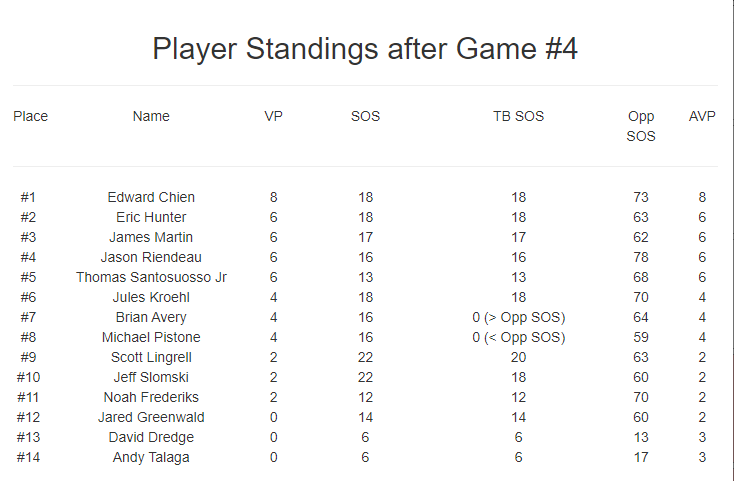 Player Standings after Game #4
Place Name VP SOS TB SOS Opp SOS AVP
#1 Edward Chien 8 18 18 73 8
#2 Eric Hunter 6 18 18 63 6
#3 James Martin 6 17 17 62 6
#4 Jason Riendeau 6 16 16 78 6
#5 Thomas Santosuosso Jr 6 13 13 68 6
#6 Jules Kroehl 4 18 18 70 4
#7 Brian Avery 4 16 0 (> Opp SOS) 64 4
#8 Michael Pistone 4 16 0 (< Opp SOS) 59 4
#9 Scott Lingrell 2 22 20 63 2
#10 Jeff Slomski 2 22 18 60 2
#11 Noah Frederiks 2 12 12 70 2
#12 Jared Greenwald 0 14 14 60 2
#13 David Dredge 0 6 6 13 3
#14 Andy Talaga 0 6 6 17 3